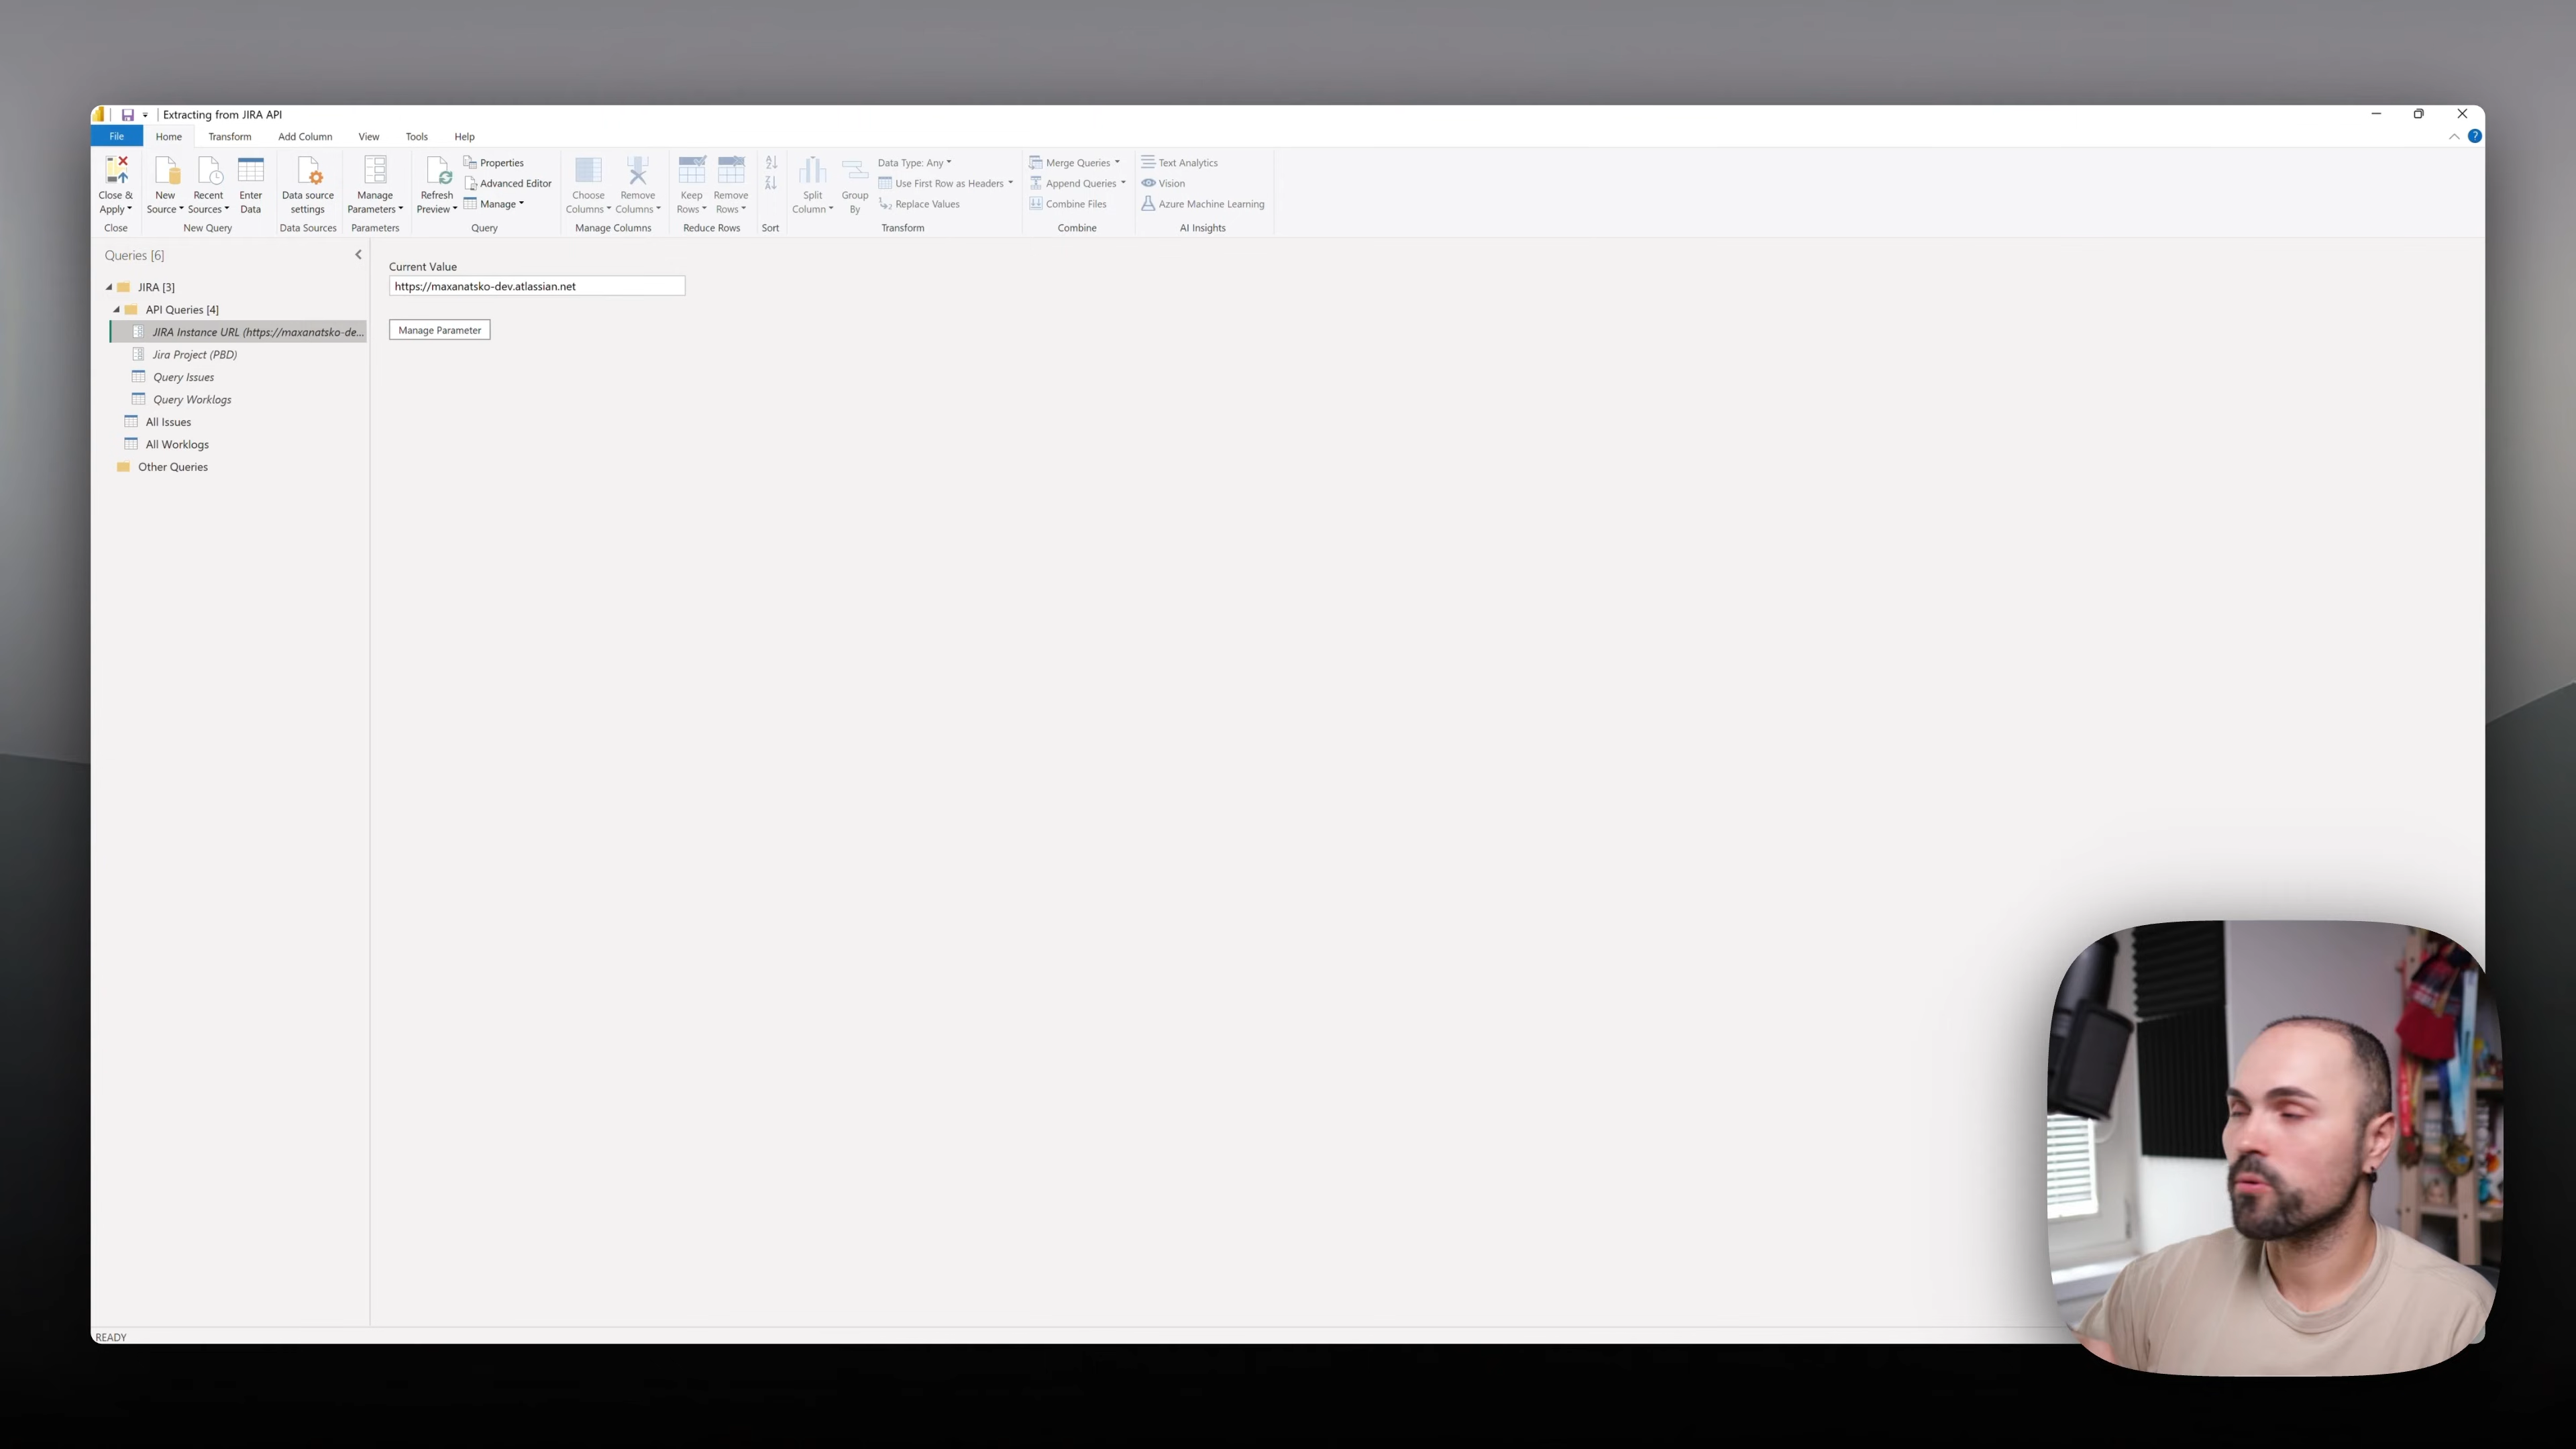 Extracting from JIRA API
File Home Transform Add Column View Tools Help
?
Close & Apply
New Source
Recent Sources
Enter Data
Data source settings
Manage Parameters
Refresh Preview
Properties
Advanced Editor
Manage
Choose Columns
Remove Columns
Keep Rows
Remove Rows
Split Column
Group By
Data Type: Any
Use First Row as Headers
Replace Values
Merge Queries
Append Queries
Combine Files
Text Analytics
Vision
Azure Machine Learning
Close New Query Data Sources Parameters Query Manage Columns Reduce Rows Sort Transform Combine AI Insights
Queries [6]
JIRA [3]
API Queries [4]
JIRA Instance URL (https://maxanatsko-de...
Jira Project (PBD)
Query Issues
Query Worklogs
All Issues
All Worklogs
Other Queries
Current Value
https://maxanatsko-dev.atlassian.net
Manage Parameter
READY